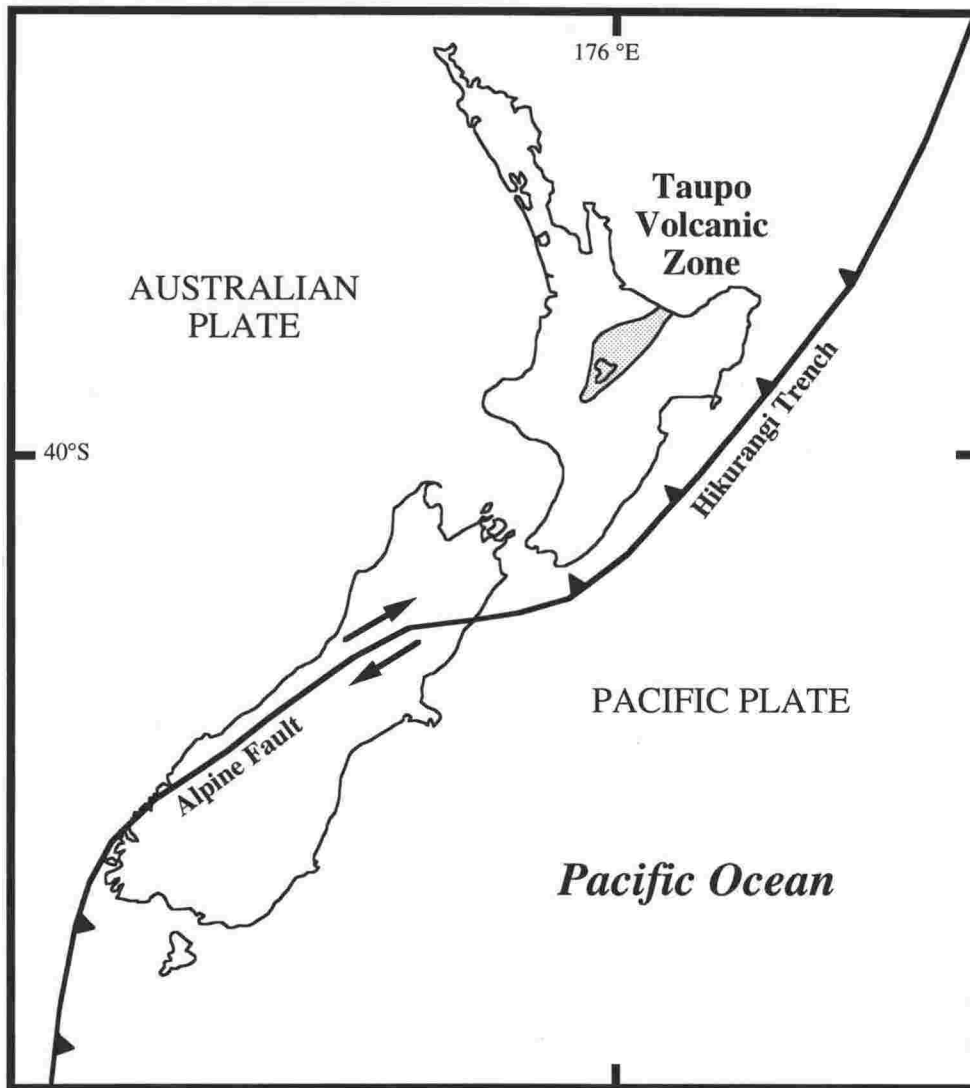 176 °E
Taupo
Volcanic
Zone
AUSTRALIAN
PLATE
Hikurangi Trench
40°S
PACIFIC PLATE
Alpine Fault
Pacific Ocean